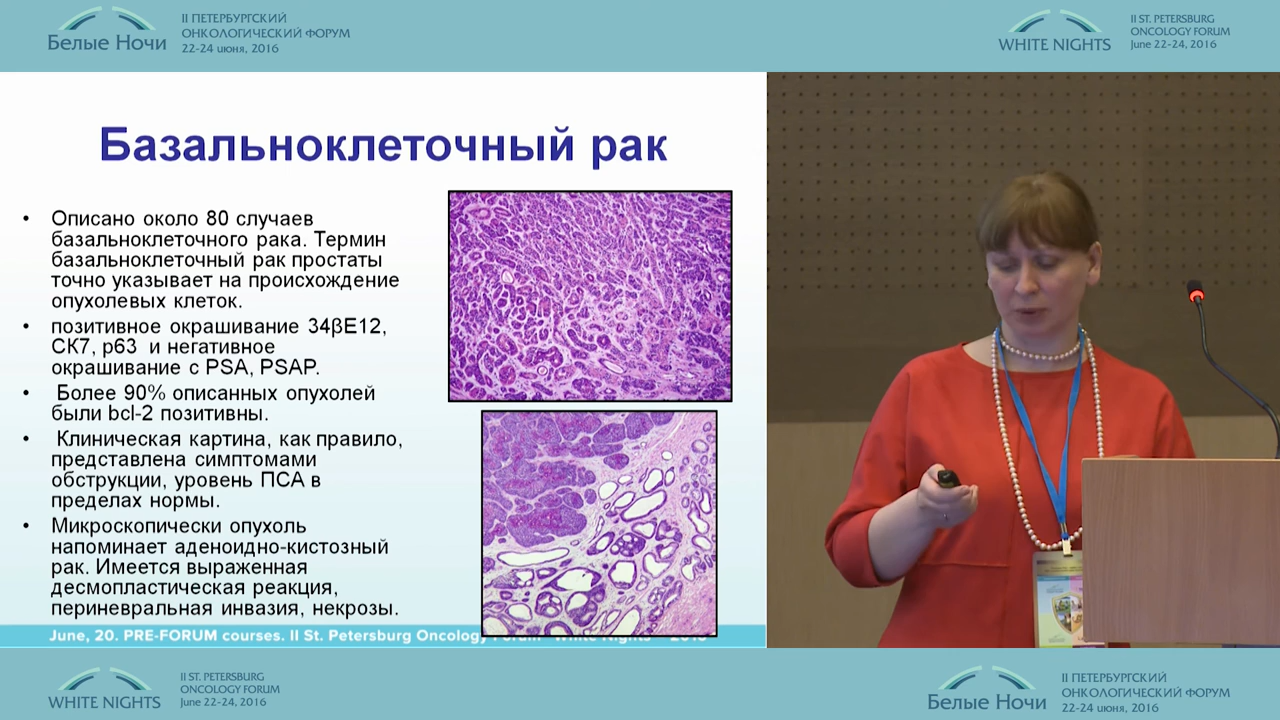 Белые Ночи
II ПЕТЕРБУРГСКИЙ
ОНКОЛОГИЧЕСКИЙ ФОРУМ
22-24 июня, 2016
WHITE NIGHTS
II ST. PETERSBURG
ONCOLOGY FORUM
June 22-24, 2016
Базальноклеточный рак
• Описано около 80 случаев
базальноклеточного рака. Термин
базальноклеточный рак простаты
точно указывает на происхождение
опухолевых клеток.
• позитивное окрашивание 34βE12,
СК7, р63 и негативное
окрашивание с PSA, PSAP.
• Более 90% описанных опухолей
были bcl-2 позитивны.
• Клиническая картина, как правило,
представлена симптомами
обструкции, уровень ПСА в
пределах нормы.
• Микроскопически опухоль
напоминает аденоидно-кистозный
рак. Имеется выраженная
десмопластическая реакция,
периневральная инвазия, некрозы.
June, 20. PRE-FORUM courses. II St. Petersburg Oncology
WHITE NIGHTS
II ST. PETERSBURG
ONCOLOGY FORUM
June 22-24, 2016
Белые Ночи
II ПЕТЕРБУРГСКИЙ
ОНКОЛОГИЧЕСКИЙ ФОРУМ
22-24 июня, 2016